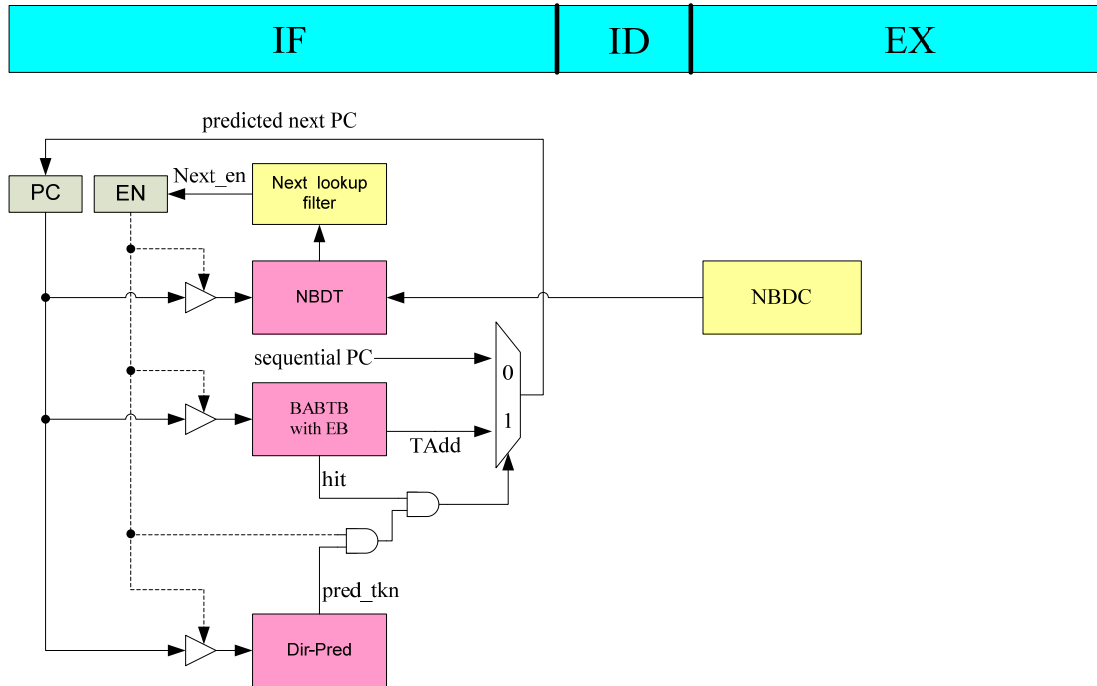 IF
ID
EX
predicted next PC
PC
EN
Next_en
Next lookup
filter
NBDT
NBDC
sequential PC
0
1
BABTB
with EB
TAdd
hit
pred_tkn
Dir-Pred